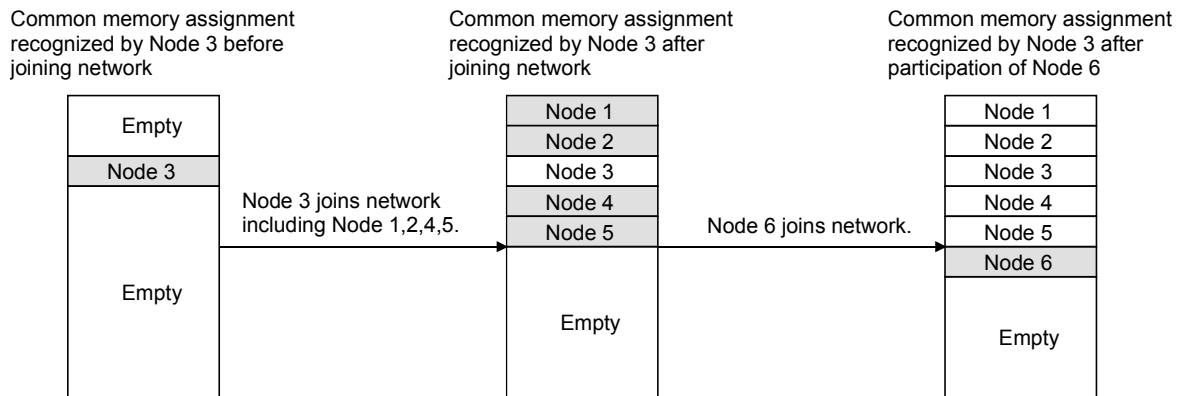 Common memory assignment
recognized by Node 3 before
joining network
Common memory assignment
recognized by Node 3 after
joining network
Common memory assignment
recognized by Node 3 after
participation of Node 6
Empty
Node 3
Empty
Node 3 joins network
including Node 1,2,4,5.
Node 1
Node 2
Node 3
Node 4
Node 5
Empty
Node 6 joins network.
Node 1
Node 2
Node 3
Node 4
Node 5
Node 6
Empty